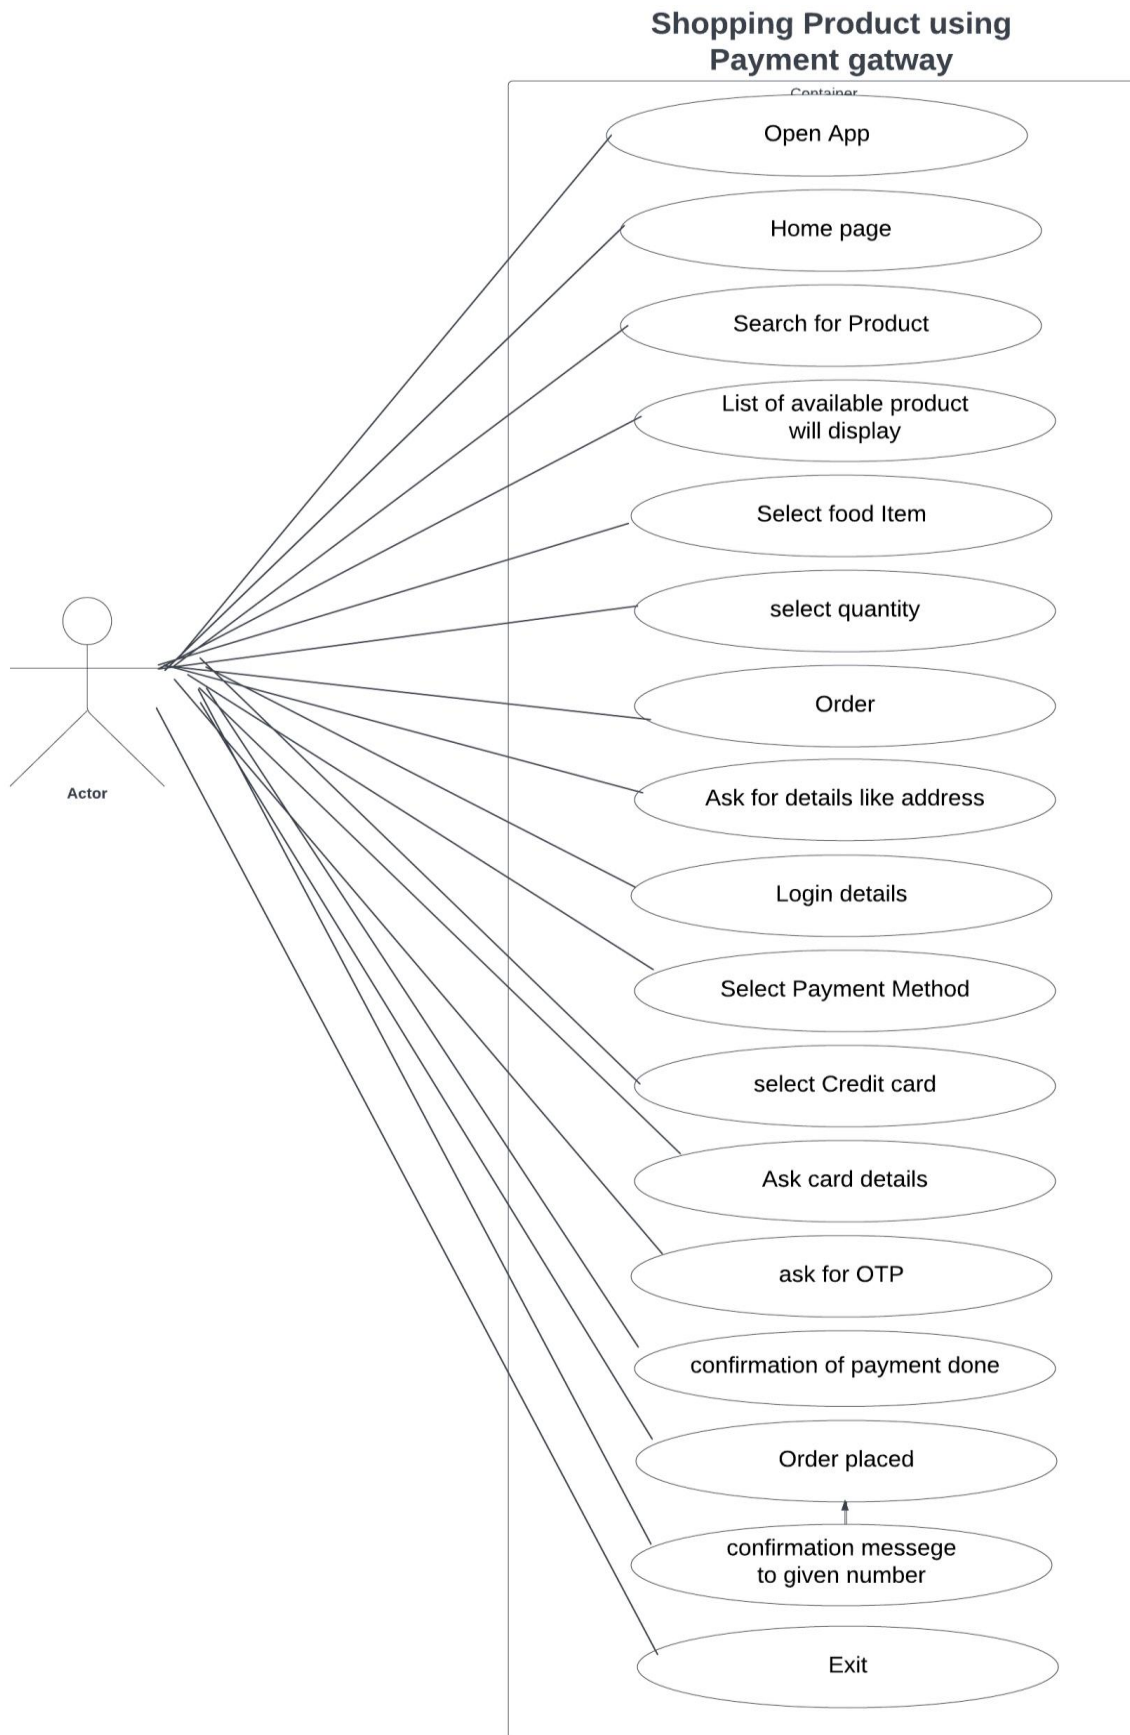 Shopping Product using
Payment gatway
Container
Open App
Home page
Search for Product
List of available product
will display
Select food Item
select quantity
Actor
Order
Ask for details like address
Login details
Select Payment Method
select Credit card
Ask card details
ask for OTP
confirmation of payment done
Order placed
confirmation messege
to given number
Exit